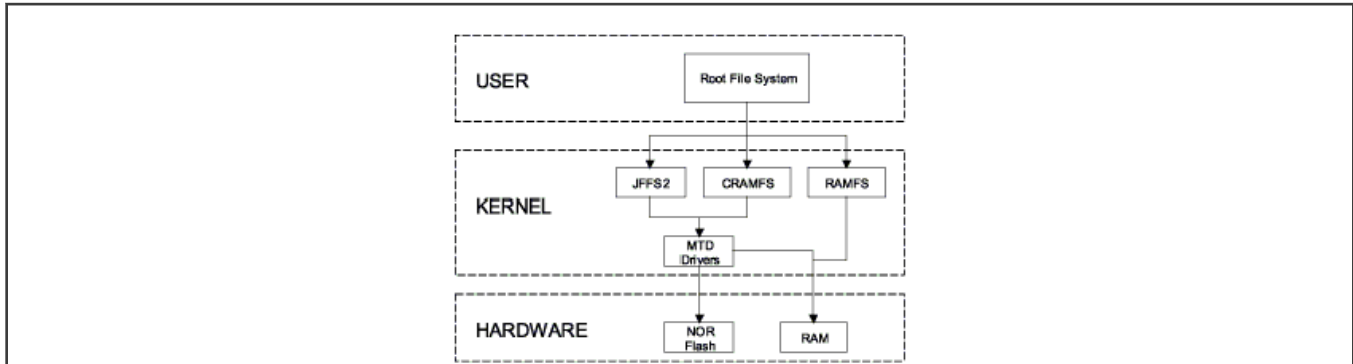 USER
Root File System
JFFS2
CRAMFS
RAMFS
KERNEL
MTD
Drivers
HARDWARE
NOR
Flash
RAM